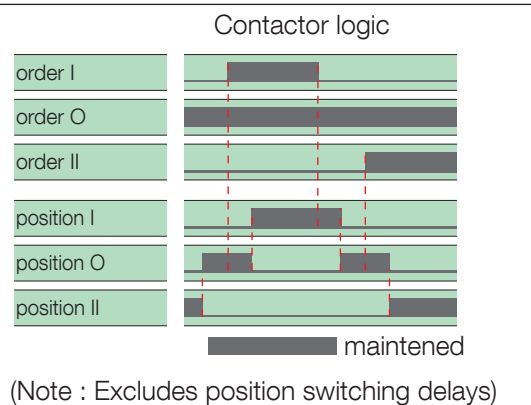 Contactor logic
order I
order O
order II
position I
position O
position II
maintened
(Note : Excludes position switching delays)